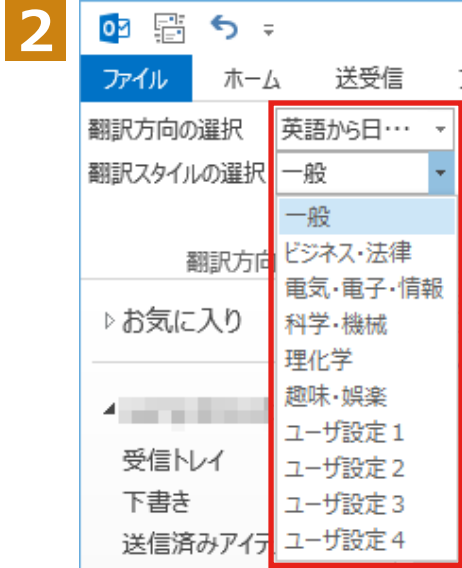 2
ファイル ホーム 送受信
翻訳方向の選択 英語から日…
翻訳スタイルの選択 一般
一般
翻訳方向
ビジネス・法律
電気・電子・情報
お気に入り
科学・機械
理化学
趣味・娯楽
ユーザ設定1
受信トレイ
ユーザ設定2
下書き
ユーザ設定3
送信済みアイテ
ユーザ設定4